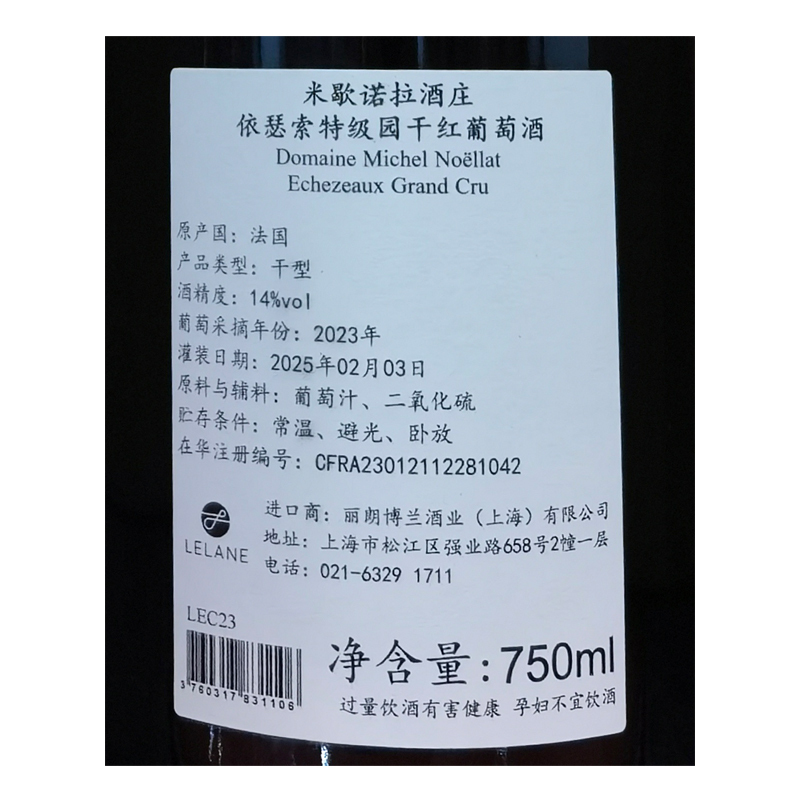 米歇诺拉酒庄
依瑟索特级园干红葡萄酒
Domaine Michel Noëllat
Echezeaux Grand Cru
原产国：法国
产品类型：干型
酒精度：14%vol
葡萄采摘年份：2023年
灌装日期：2025年02月03日
原料与辅料：葡萄汁、二氧化硫
贮存条件：常温、避光、卧放
在华注册编号：CFRA23012112281042
进口商：丽朗博兰酒业（上海）有限公司
地址：上海市松江区强业路658号2幢一层
电话：021-6329 1711
LELANE
LEC23
3 760317 831106
净含量：750ml
过量饮酒有害健康 孕妇不宜饮酒